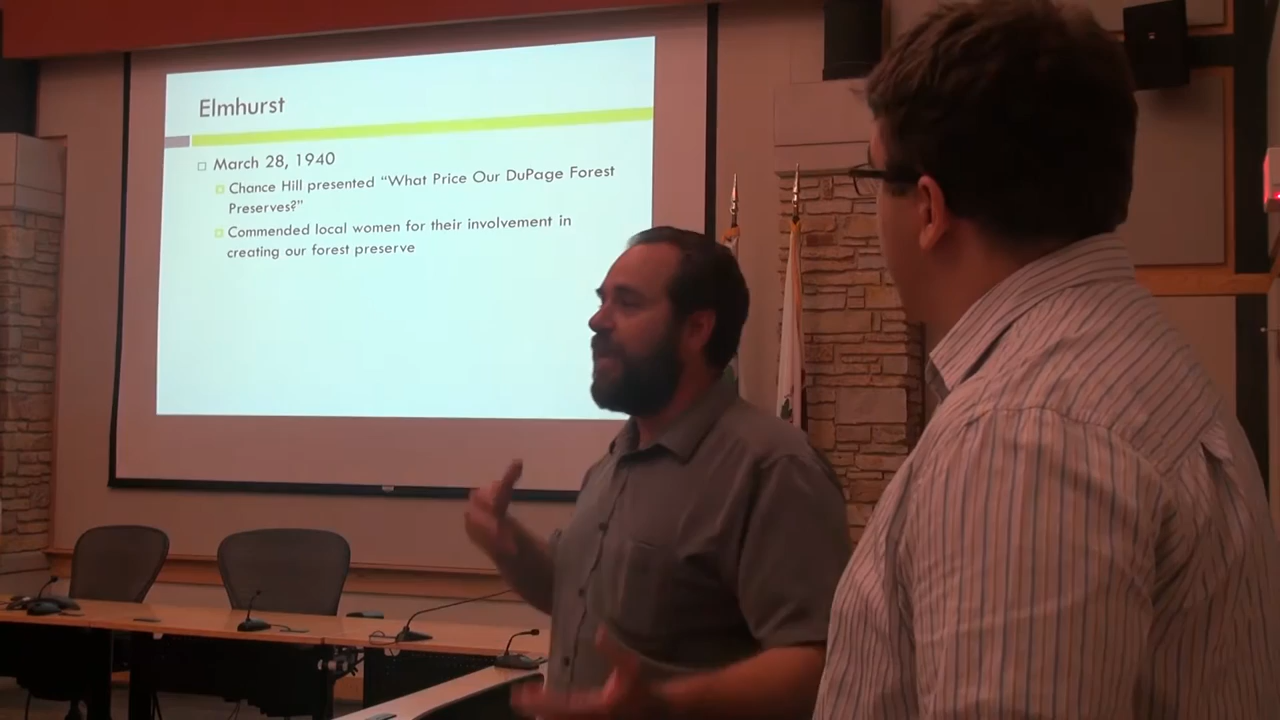 Elmhurst
March 28, 1940
Chance Hill presented “What Price Our DuPage Forest
Preserves?”
Commended local women for their involvement in
creating our forest preserve